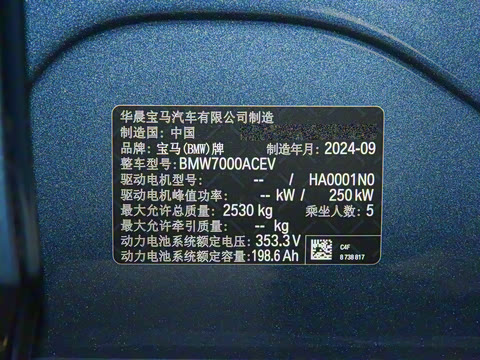 华晨宝马汽车有限公司制造
制造国: 中国
品牌: 宝马(BMW)牌 制造年月: 2024-09
整车型号: BMW7000ACEV
驱动电机型号: -- / HA0001N0
驱动电机峰值功率: -- kW / 250 kW
最大允许总质量: 2530 kg 乘坐人数: 5
最大允许牵引质量: -- kg
动力电池系统额定电压: 353.3 V
动力电池系统额定容量: 198.6 Ah
C4F
8 738 817